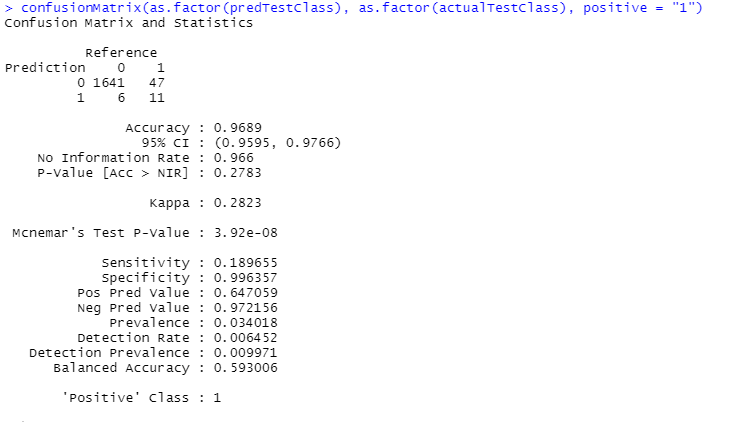 > confusionMatrix(as.factor(predTestClass), as.factor(actualTestClass), positive = "1")
Confusion Matrix and Statistics
Reference
Prediction 0 1
0 1641 47
1 6 11
Accuracy : 0.9689
95% CI : (0.9595, 0.9766)
No Information Rate : 0.966
P-Value [Acc > NIR] : 0.2783
Kappa : 0.2823
Mcnemar's Test P-Value : 3.92e-08
Sensitivity : 0.189655
Specificity : 0.996357
Pos Pred Value : 0.647059
Neg Pred Value : 0.972156
Prevalence : 0.034018
Detection Rate : 0.006452
Detection Prevalence : 0.009971
Balanced Accuracy : 0.593006
'Positive' Class : 1